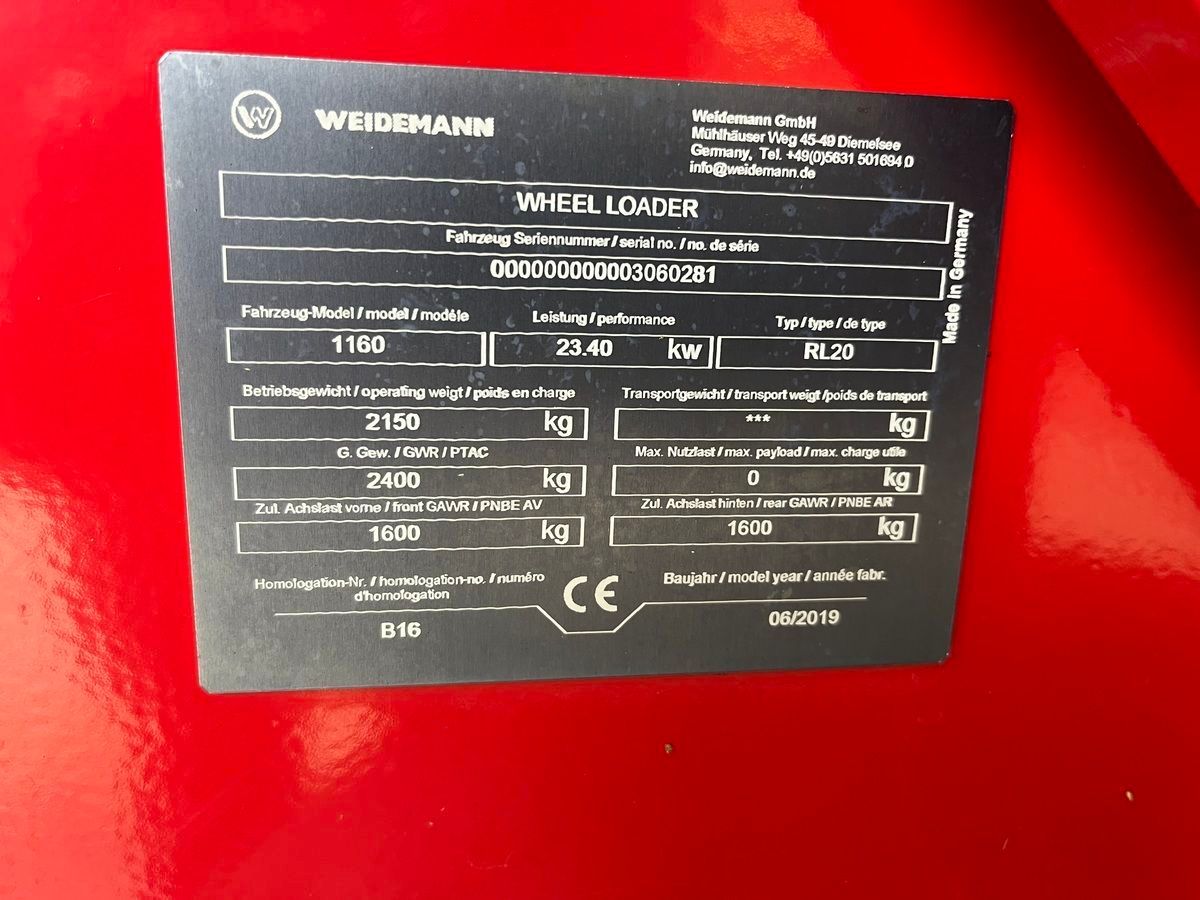 W WEIDEMANN
Weidemann GmbH
Mühlhäuser Weg 45-49 Diemelsee
Germany, Tel. +49(0)5631 501694 0
info@weidemann.de
WHEEL LOADER
Fahrzeug Seriennummer / serial no. / no. de série
000000000003060281
Made in Germany
Fahrzeug-Model / model / modéle
Leistung / performance
Typ / type / de type
1160
23.40 kw
RL20
Betriebsgewicht / operating weigt / poids en charge
Transportgewicht / transport weigt /poids de transport
2150 kg
*** kg
G. Gew. / GWR / PTAC
Max. Nutzlast / max. payload / max. charge utile
2400 kg
0 kg
Zul. Achslast vorne / front GAWR / PNBE AV
Zul. Achslast hinten / rear GAWR / PNBE AR
1600 kg
1600 kg
Homologation-Nr. / homologation-no. / numéro
d'homologation
CE
Baujahr / model year / année fabr.
B16
06/2019